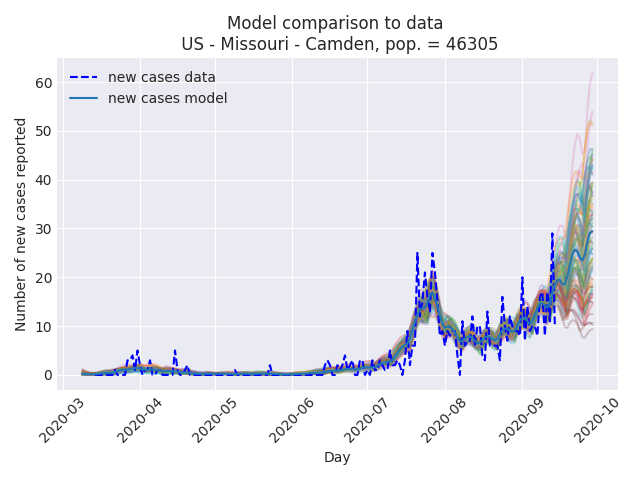 Model comparison to data
US - Missouri - Camden, pop. = 46305
new cases data
new cases model
Number of new cases reported
60
50
40
30
20
10
0
2020-03
2020-04
2020-05
2020-06
2020-07
2020-08
2020-09
2020-10
Day